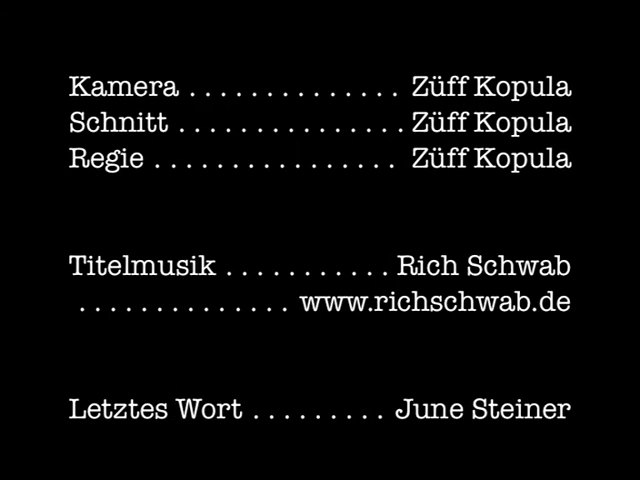 Kamera . . . . . . . . . . . . . . Züff Kopula
Schnitt . . . . . . . . . . . . . . . Züff Kopula
Regie . . . . . . . . . . . . . . . . Züff Kopula
Titelmusik . . . . . . . . . . . Rich Schwab
. . . . . . . . . . . . . . www.richschwab.de
Letztes Wort . . . . . . . . . June Steiner